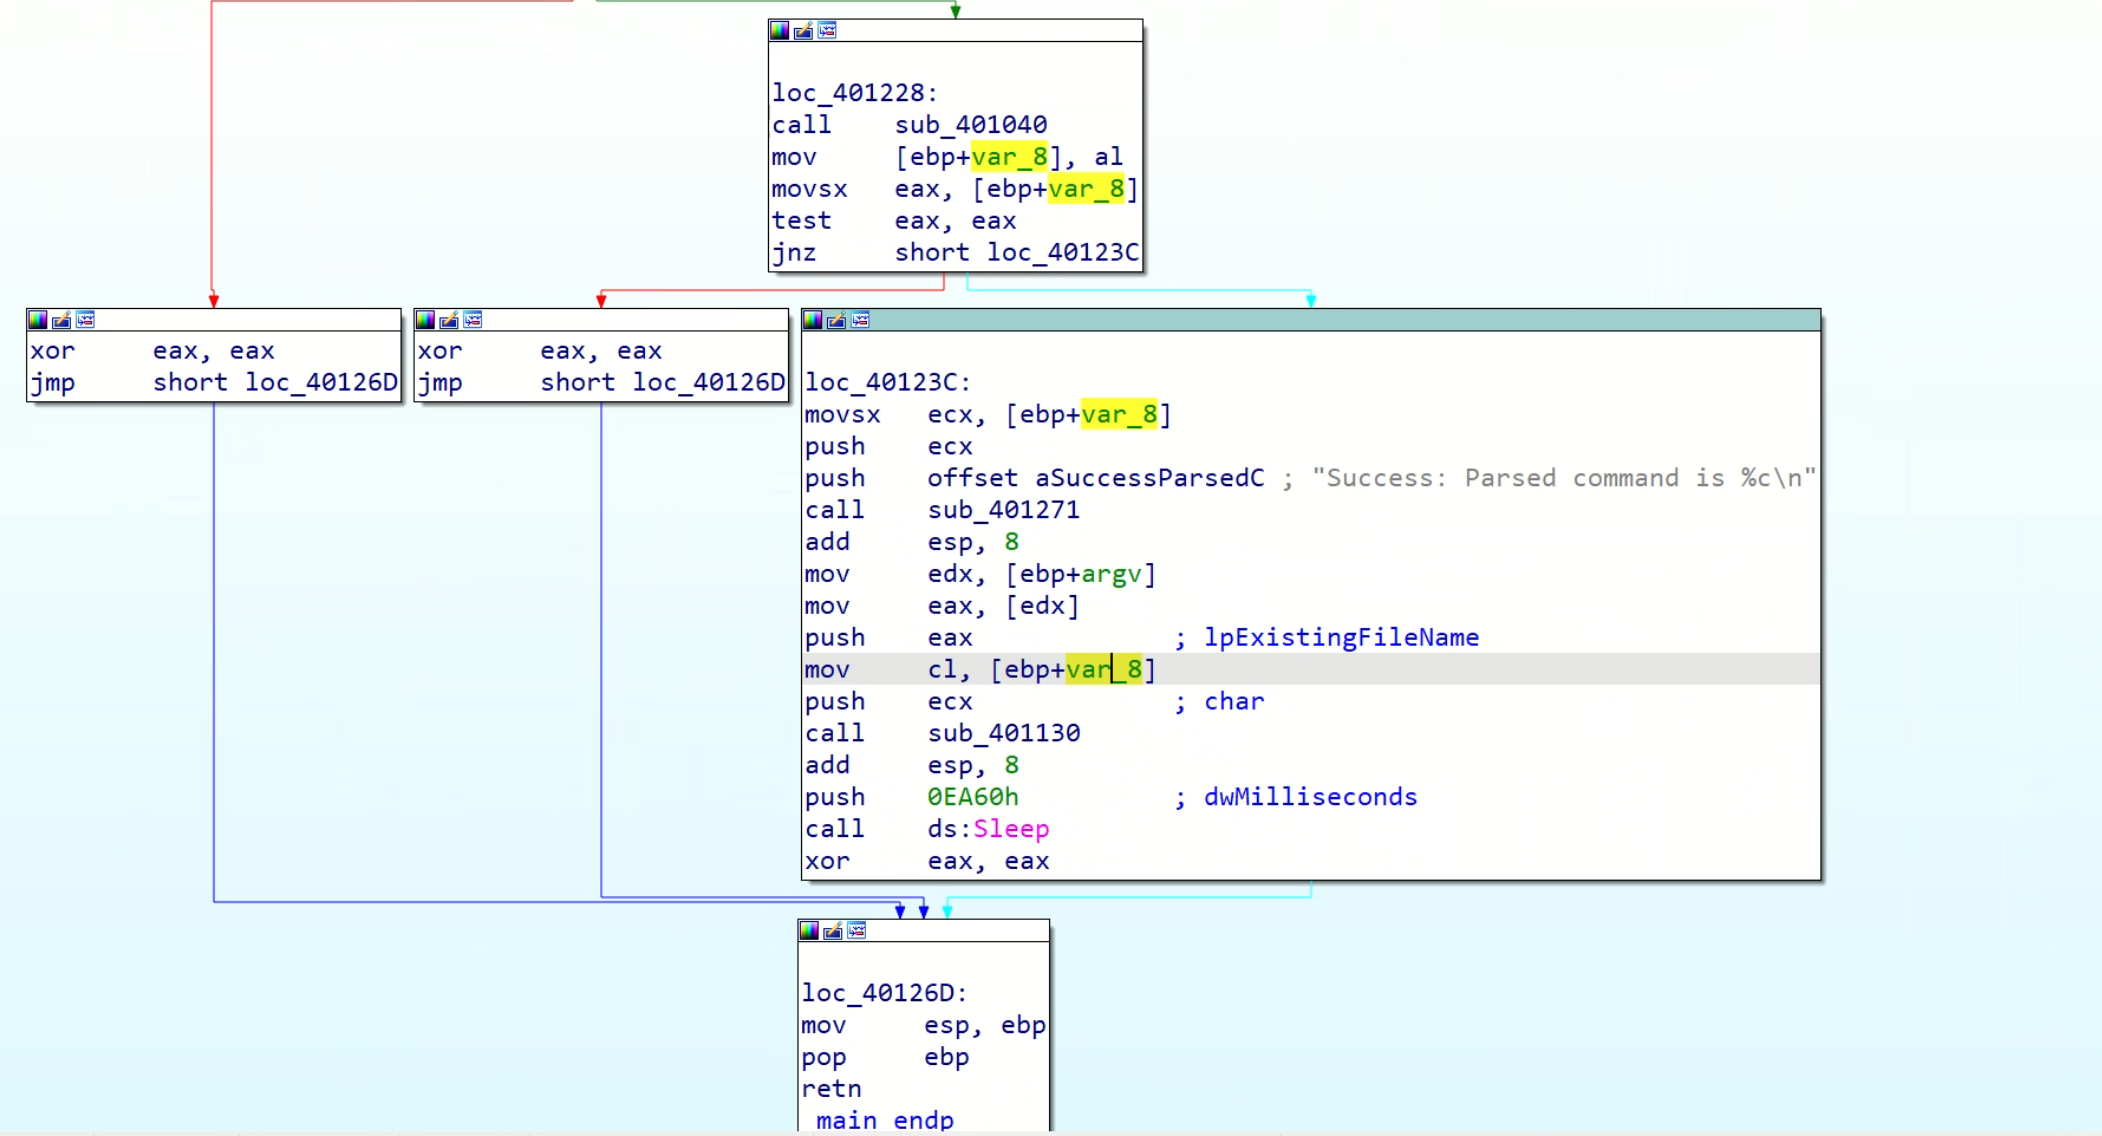 loc_401228:
call sub_401040
mov [ebp+var_8], al
movsx eax, [ebp+var_8]
test eax, eax
jnz short loc_40123C
xor eax, eax
jmp short loc_40126D
xor eax, eax
jmp short loc_40126D
loc_40123C:
movsx ecx, [ebp+var_8]
push ecx
push offset aSuccessParsedC ; "Success: Parsed command is %c\n"
call sub_401271
add esp, 8
mov edx, [ebp+argv]
mov eax, [edx]
push eax ; lpExistingFileName
mov cl, [ebp+var_8]
push ecx ; char
call sub_401130
add esp, 8
push 0EA60h ; dwMilliseconds
call ds:Sleep
xor eax, eax
loc_40126D:
mov esp, ebp
pop ebp
retn
main endp